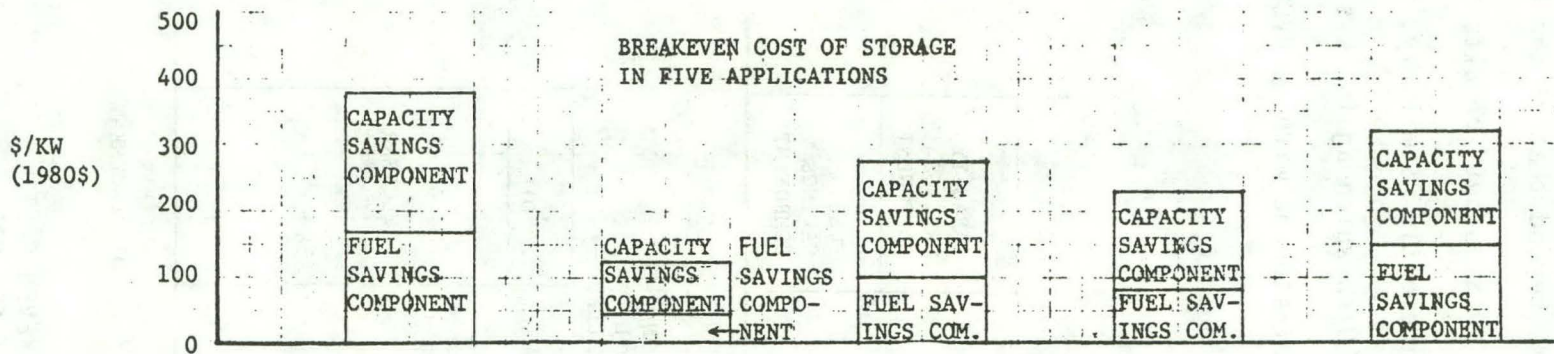 500
BREAKEVEN COST OF STORAGE
IN FIVE APPLICATIONS
400
$/KW
(1980$)
300
200
100
0
CAPACITY
SAVINGS
COMPONENT
FUEL
SAVINGS
COMPONENT
CAPACITY
SAVINGS
COMPONENT
FUEL
SAVINGS
COMPO-
NENT
CAPACITY
SAVINGS
COMPONENT
FUEL SAV-
INGS COM.
CAPACITY
SAVINGS
COMPONENT
FUEL SAV-
INGS COM.
CAPACITY
SAVINGS
COMPONENT
FUEL
SAVINGS
COMPONENT